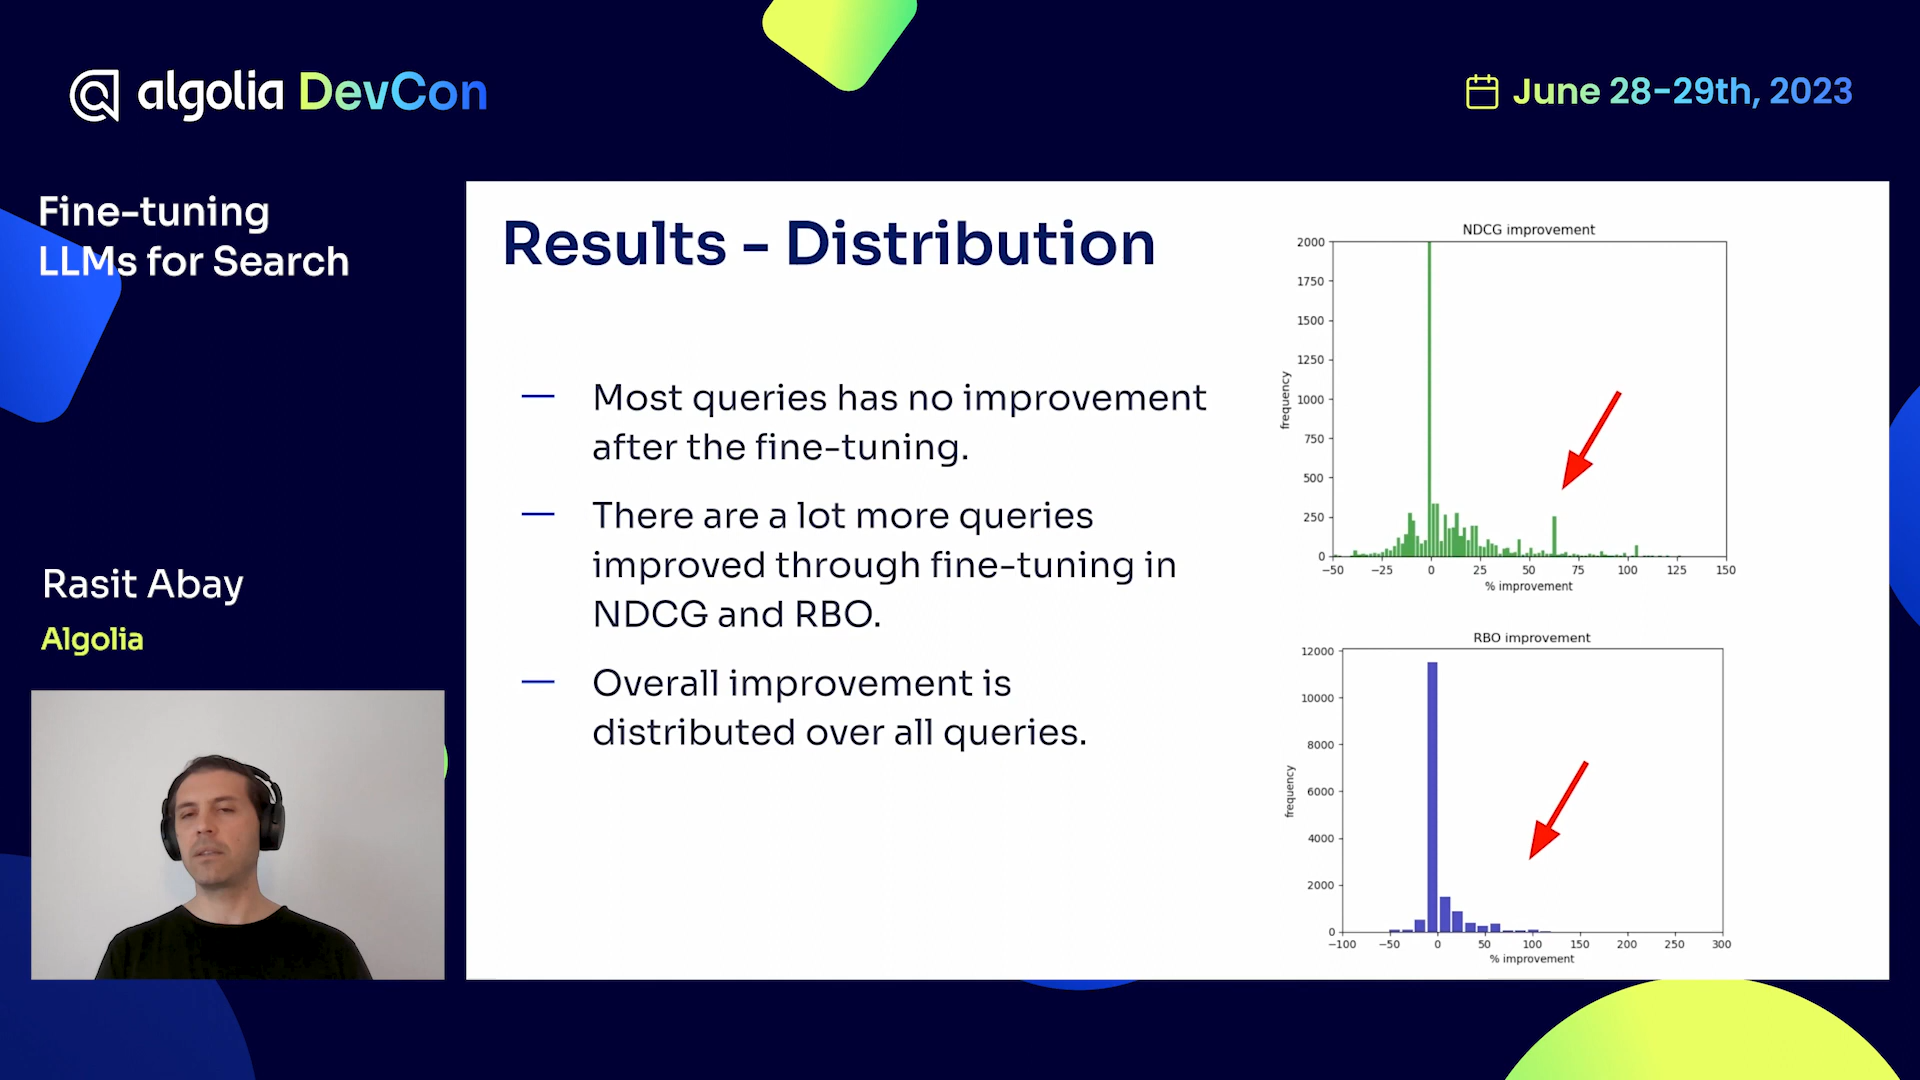 algolia DevCon
June 28-29th, 2023
Fine-tuning
LLMs for Search
Rasit Abay
Algolia
Results - Distribution
— Most queries has no improvement
after the fine-tuning.
— There are a lot more queries
improved through fine-tuning in
NDCG and RBO.
— Overall improvement is
distributed over all queries.
NDCG improvement
2000
1750
1500
1250
1000
750
500
250
0
frequency
−50 −25 0 25 50 75 100 125 150
% improvement
RBO improvement
12000
10000
8000
6000
4000
2000
0
frequency
−100 −50 0 50 100 150 200 250 300
% improvement